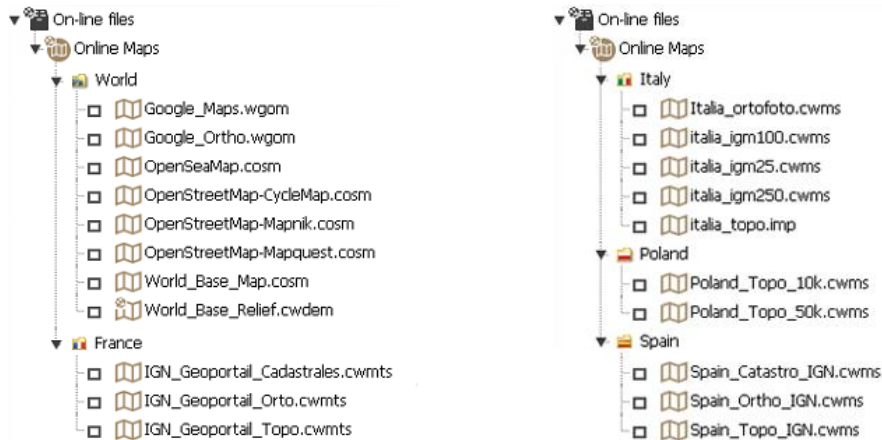 On-line files
Online Maps
World
Google_Maps.wgom
Google_Ortho.wgom
OpenSeaMap.cosm
OpenStreetMap-CycleMap.cosm
OpenStreetMap-Mapnik.cosm
OpenStreetMap-Mapquest.cosm
World_Base_Map.cosm
World_Base_Relief.cwdem
France
IGN_Geoportail_Cadastrales.cwmts
IGN_Geoportail_Orto.cwmts
IGN_Geoportail_Topo.cwmts
On-line files
Online Maps
Italy
Italia_ortofoto.cwms
italia_igm100.cwms
italia_igm25.cwms
italia_igm250.cwms
italia_topo.imp
Poland
Poland_Topo_10k.cwms
Poland_Topo_50k.cwms
Spain
Spain_Catastro_IGN.cwms
Spain_Ortho_IGN.cwms
Spain_Topo_IGN.cwms